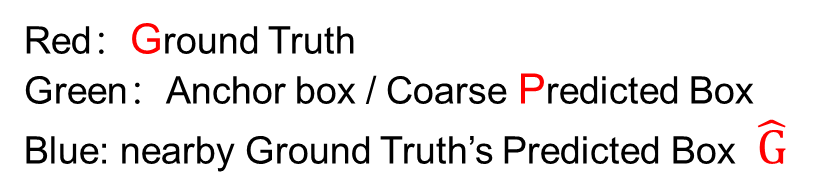 Red： Ground Truth
Green： Anchor box / Coarse Predicted Box
Blue: nearby Ground Truth’s Predicted Box Ĝ